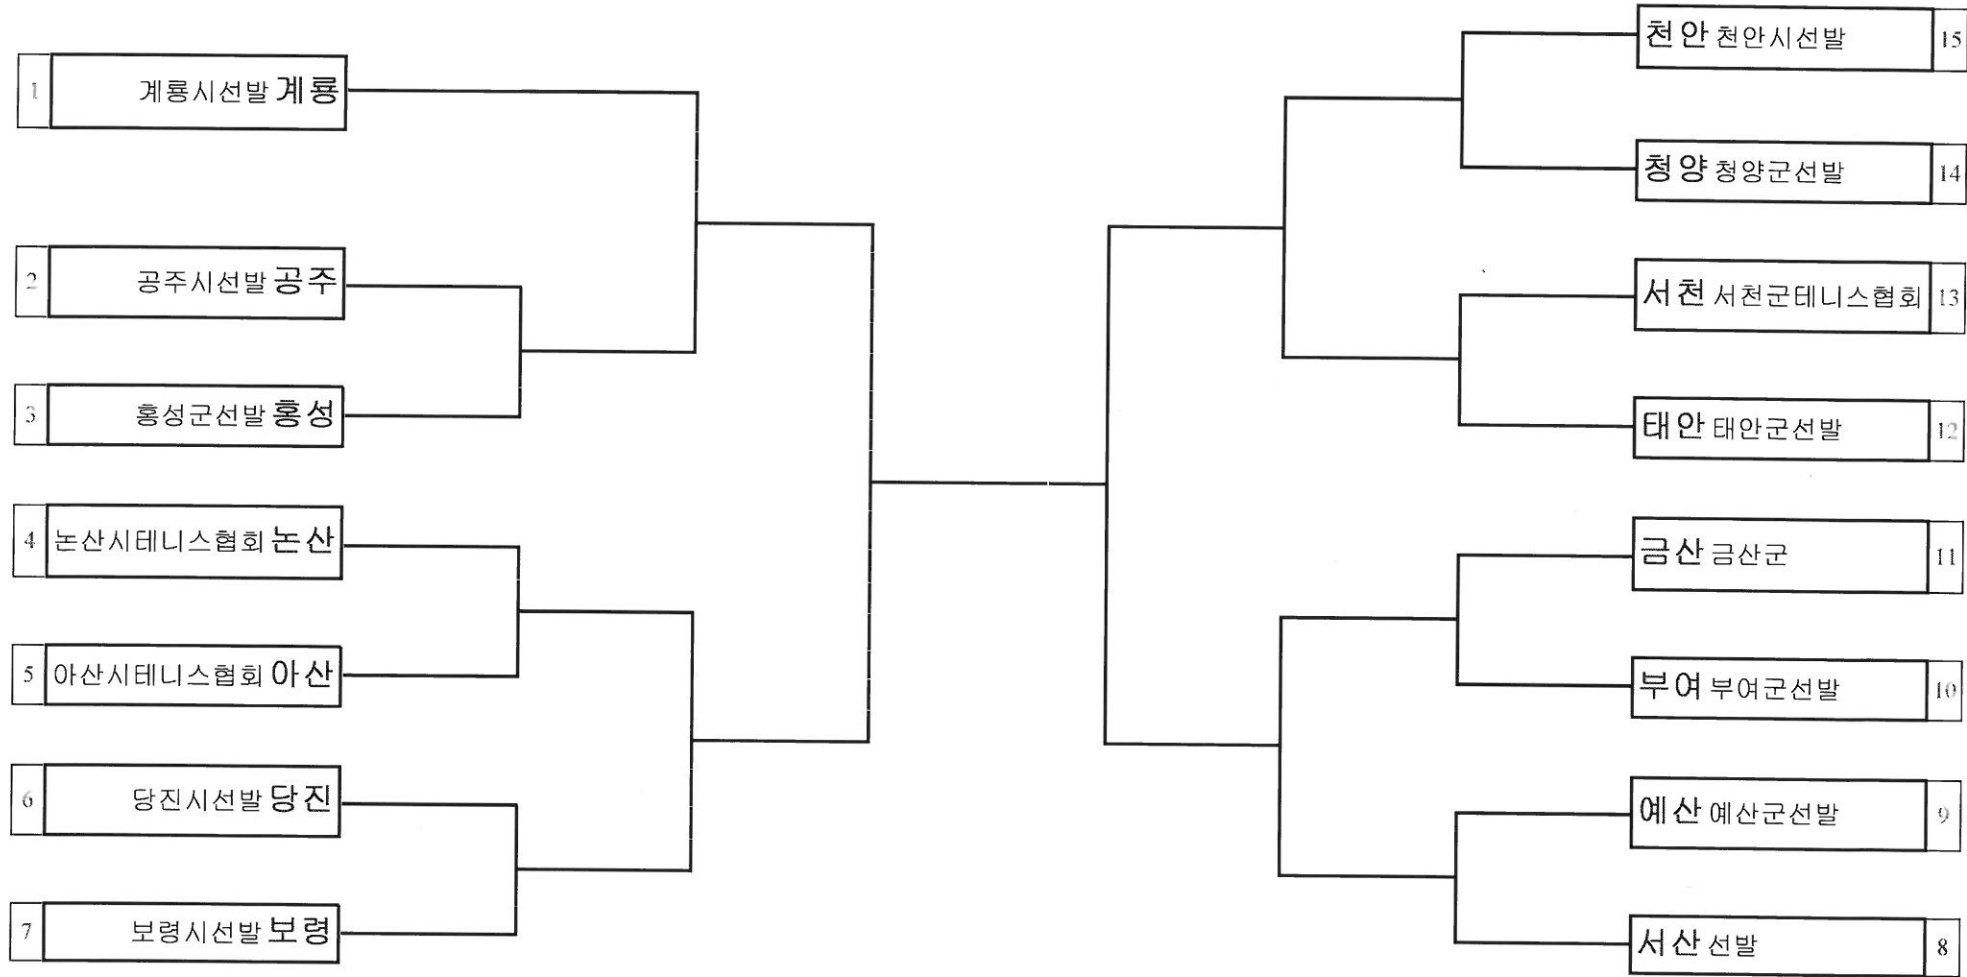 1 계룡시선발 계룡
2 공주시선발 공주
3 홍성군선발 홍성
4 논산시테니스협회 논산
5 아산시테니스협회 아산
6 당진시선발 당진
7 보령시선발 보령
천안 천안시선발 15
청양 청양군선발 14
서천 서천군테니스협회 13
태안 태안군선발 12
금산 금산군 11
부여 부여군선발 10
예산 예산군선발 9
서산 선발 8